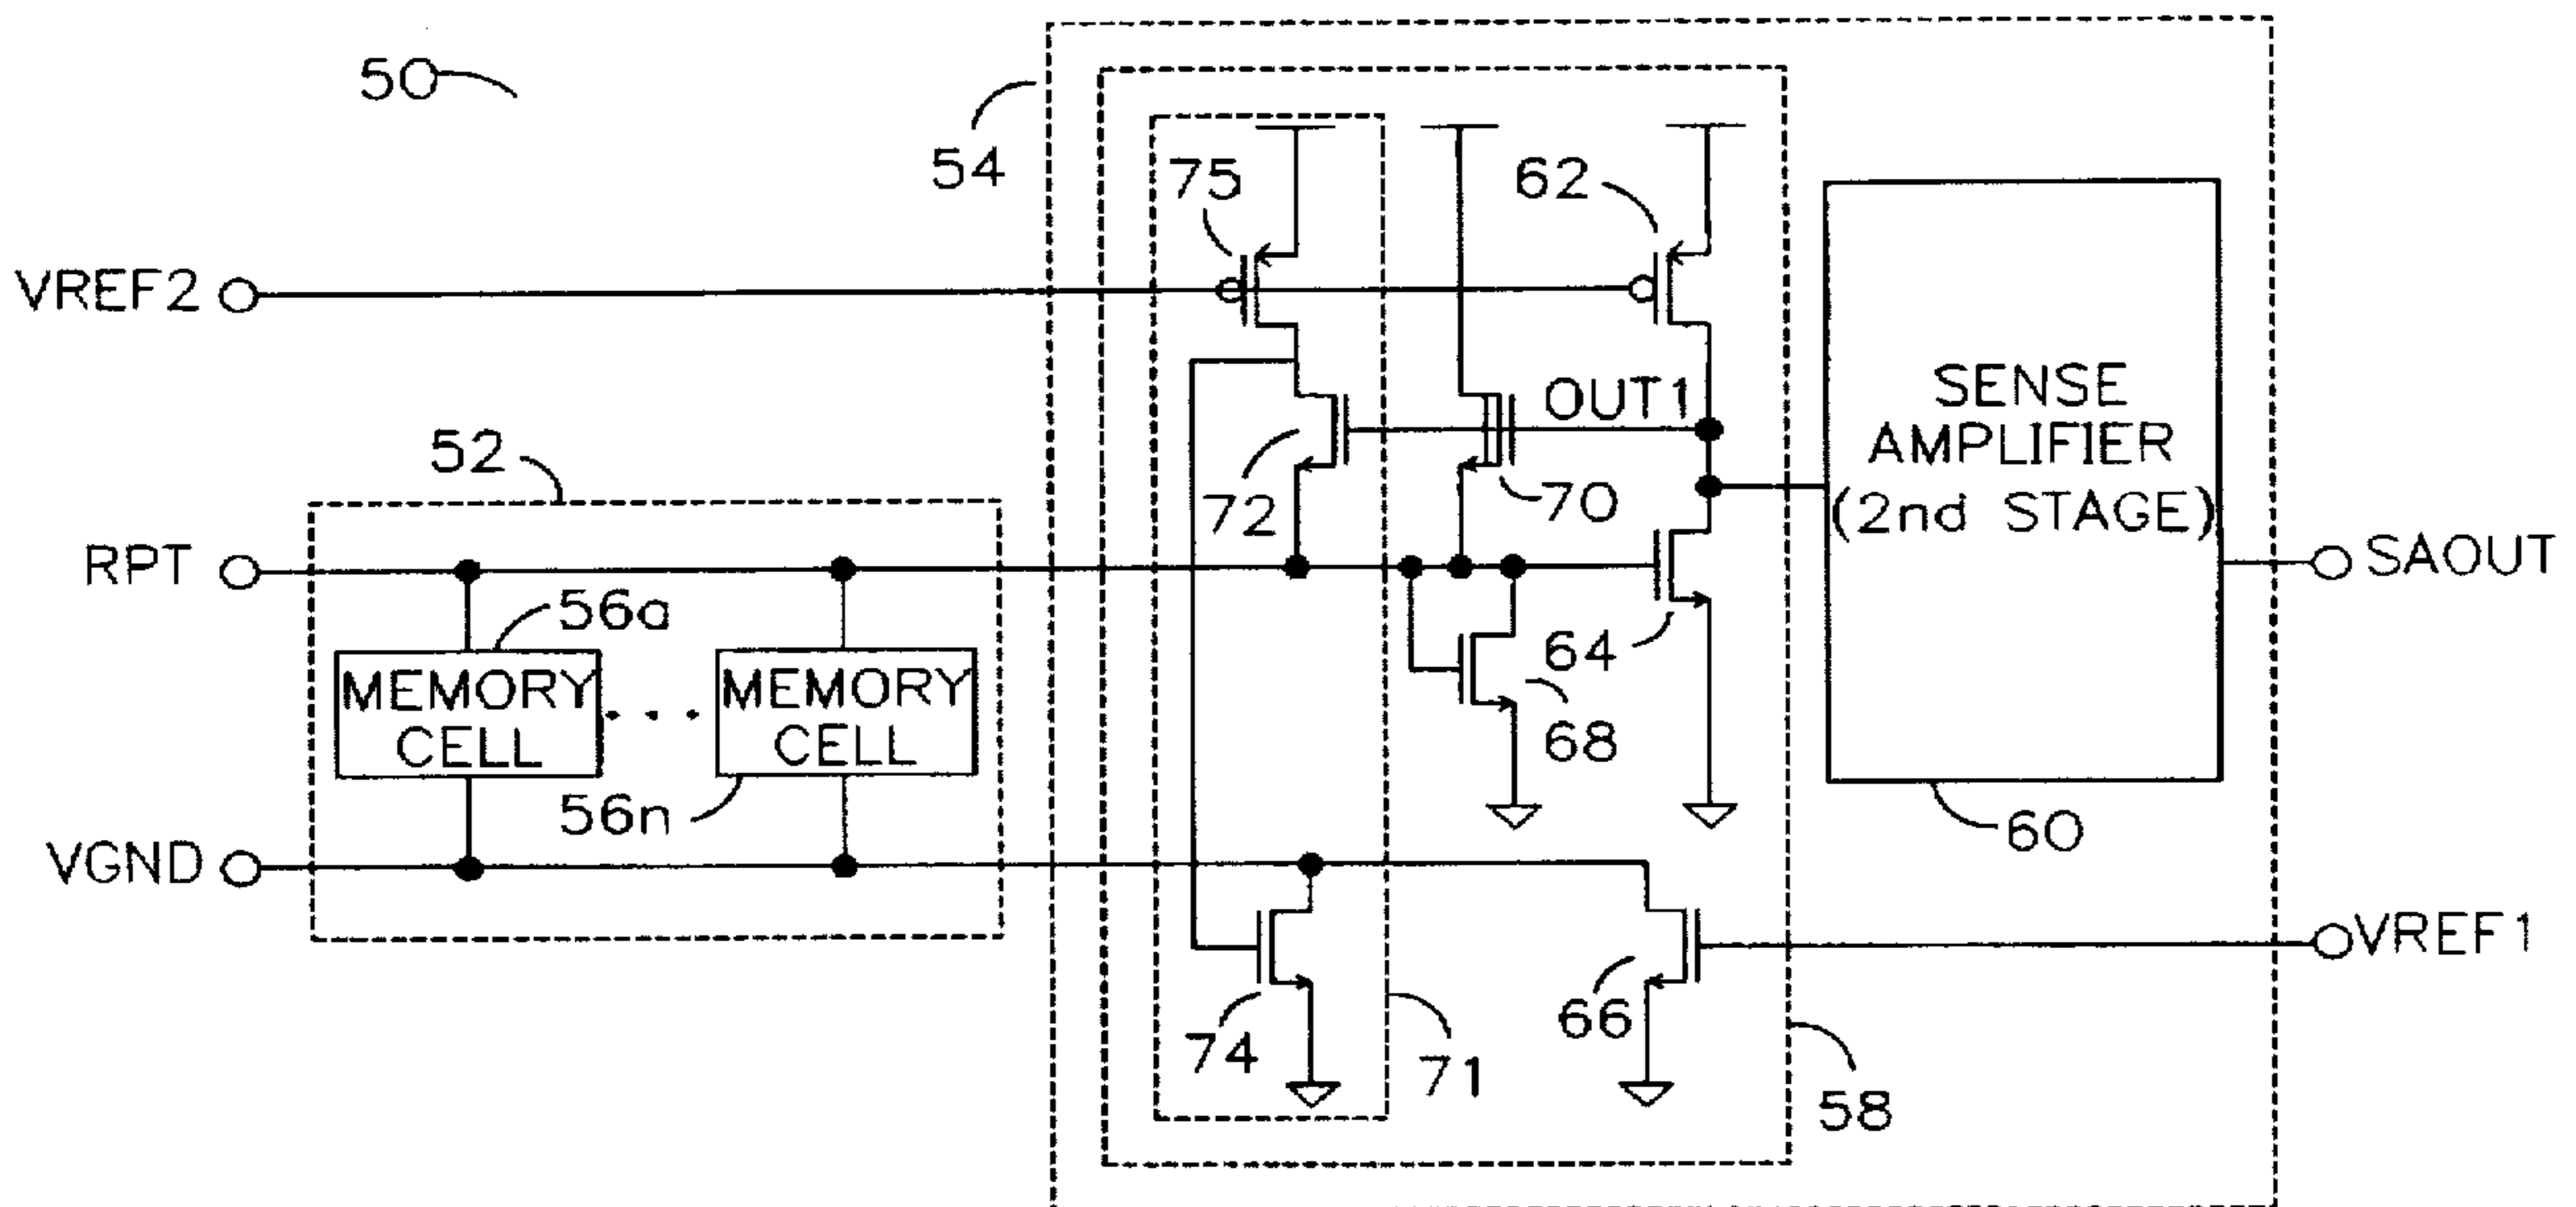 50
54
75
62
VREF2
OUT1
SENSE
AMPLIFIER
(2nd STAGE)
52
72
70
RPT
SAOUT
56a
MEMORY
CELL
MEMORY
CELL
64
68
56n
60
VGND
VREF1
66
74
71
58